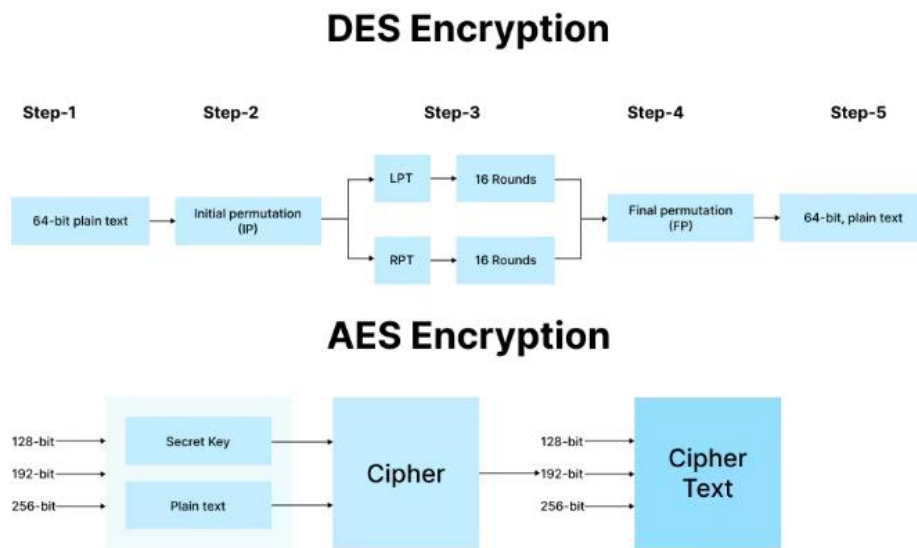 DES Encryption
Step-1
Step-2
Step-3
Step-4
Step-5
64-bit plain text
Initial permutation
(IP)
LPT
16 Rounds
RPT
16 Rounds
Final permutation
(FP)
64-bit, plain text
AES Encryption
128-bit
192-bit
256-bit
Secret Key
Plain text
Cipher
128-bit
192-bit
256-bit
Cipher
Text